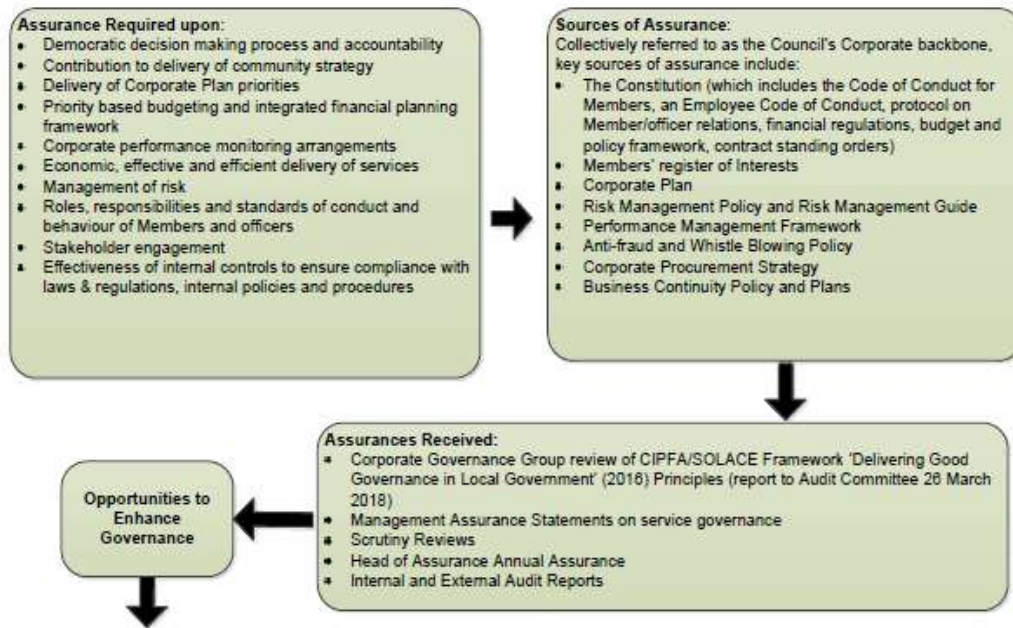 Assurance Required upon:
• Democratic decision making process and accountability
• Contribution to delivery of community strategy
• Delivery of Corporate Plan priorities
• Priority based budgeting and integrated financial planning
framework
• Corporate performance monitoring arrangements
• Economic, effective and efficient delivery of services
• Management of risk
• Roles, responsibilities and standards of conduct and
behaviour of Members and officers
• Stakeholder engagement
• Effectiveness of internal controls to ensure compliance with
laws & regulations, internal policies and procedures
Sources of Assurance:
Collectively referred to as the Council's Corporate backbone,
key sources of assurance include:
• The Constitution (which includes the Code of Conduct for
Members, an Employee Code of Conduct, protocol on
Member/officer relations, financial regulations, budget and
policy framework, contract standing orders)
• Members' register of Interests
• Corporate Plan
• Risk Management Policy and Risk Management Guide
• Performance Management Framework
• Anti-fraud and Whistle Blowing Policy
• Corporate Procurement Strategy
• Business Continuity Policy and Plans
Assurances Received:
• Corporate Governance Group review of CIPFA/SOLACE Framework 'Delivering Good
Governance in Local Government' (2016) Principles (report to Audit Committee 26 March
2018)
• Management Assurance Statements on service governance
• Scrutiny Reviews
• Head of Assurance Annual Assurance
• Internal and External Audit Reports
Opportunities to
Enhance
Governance